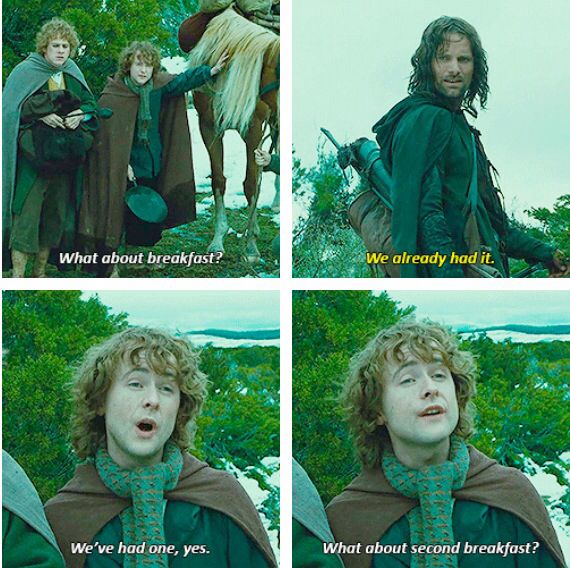 What about breakfast?
We already had it.
We've had one, yes.
What about second breakfast?